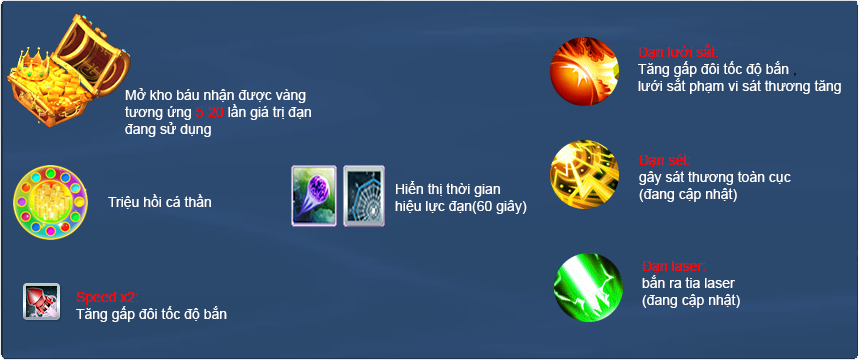 Mở kho báu nhận được vàng
tương ứng 5-20 lần giá trị đạn
đang sử dụng
Triệu hồi cá thần
Speed x2:
Tăng gấp đôi tốc độ bắn
Hiển thị thời gian
hiệu lực đạn(60 giây)
Đạn lưới sắt:
Tăng gấp đôi tốc độ bắn ,
lưới sắt phạm vi sát thương tăng
Đạn sét:
gây sát thương toàn cục
(đang cập nhật)
Đạn laser:
bắn ra tia laser
(đang cập nhật)